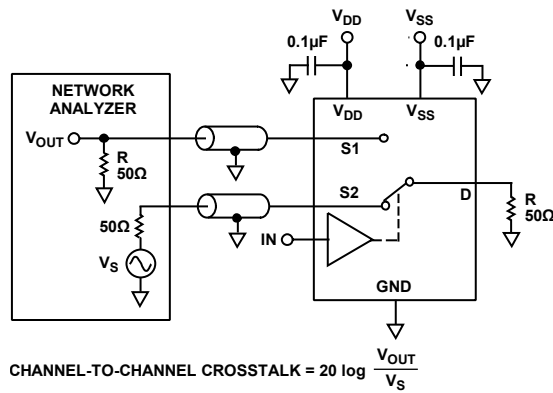 V_DD V_SS
0.1µF 0.1µF
NETWORK
ANALYZER
V_DD V_SS
V_OUT
S1
R
50Ω
S2
D
R
50Ω
50Ω
IN
V_S
GND
CHANNEL-TO-CHANNEL CROSSTALK = 20 log V_OUT
V_S